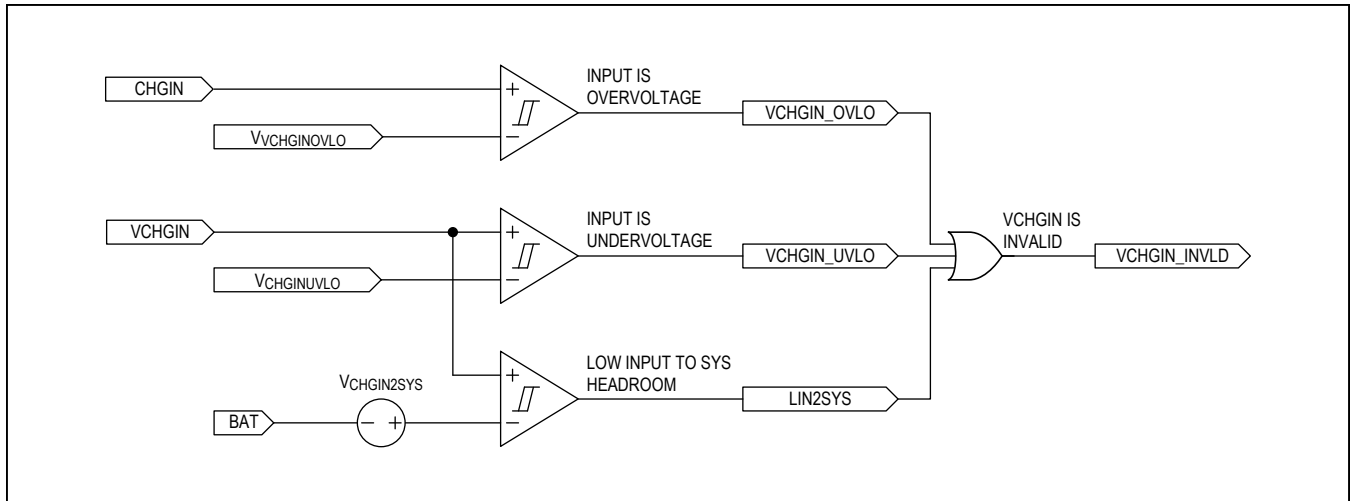 CHGIN
+
−
INPUT IS
OVERVOLTAGE
VVCHGINOVLO
VCHGIN_OVLO
VCHGIN
+
−
INPUT IS
UNDERVOLTAGE
VCHGINUVLO
VCHGIN_UVLO
VCHGIN IS
INVALID
VCHGIN_INVLD
VCHGIN2SYS
BAT
− +
+
−
LOW INPUT TO SYS
HEADROOM
LIN2SYS